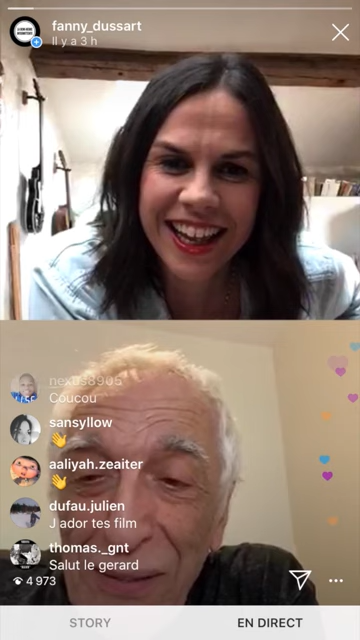 fanny_dussart
Il y a 3 h
nexus8905
Coucou
sansyllow
👋
aaliyah.zeaiter
👋
dufau.julien
J ador tes film
thomas._gnt
Salut le gerard
4 973
STORY
EN DIRECT